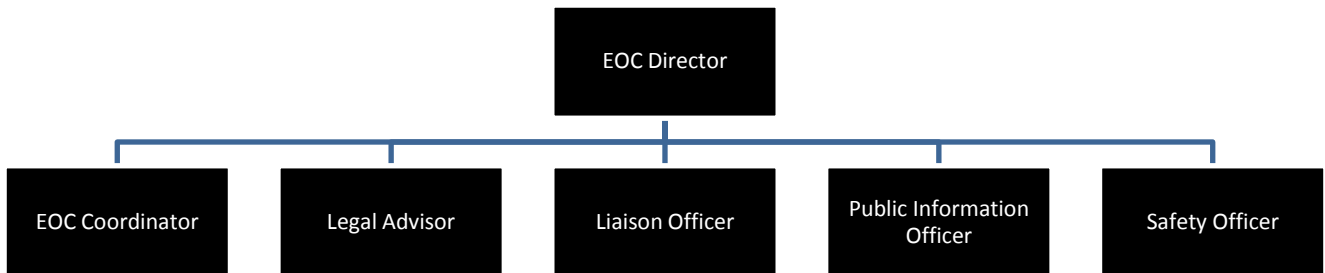 EOC Director
EOC Coordinator
Legal Advisor
Liaison Officer
Public Information
Officer
Safety Officer